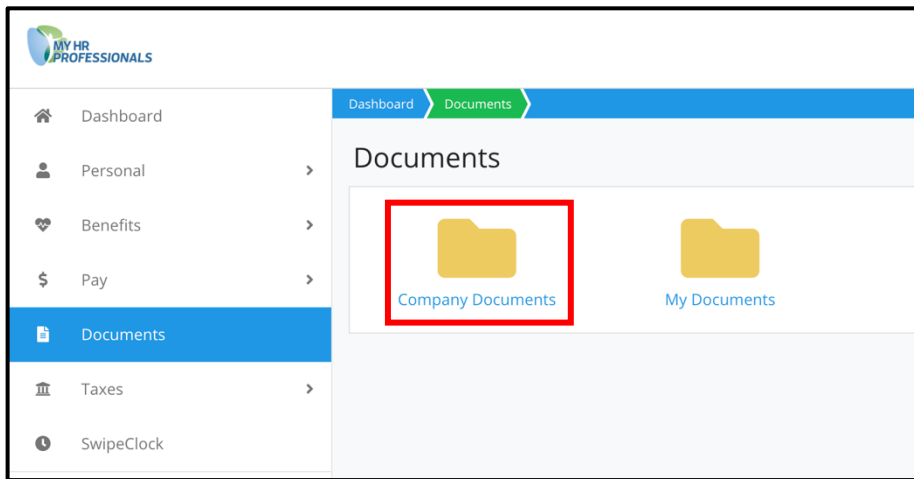 MY HR
PROFESSIONALS
Dashboard
Personal
Benefits
Pay
Documents
Taxes
SwipeClock
Dashboard Documents
Documents
Company Documents My Documents